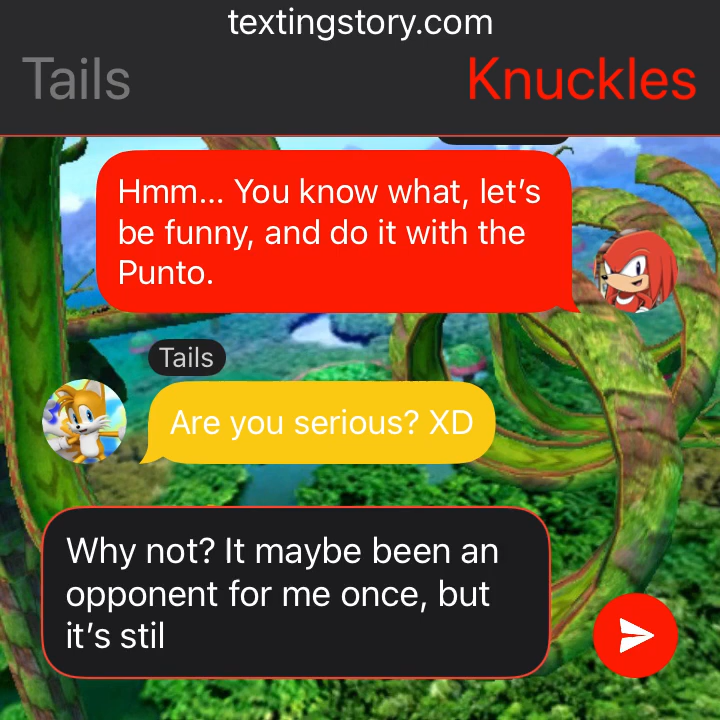 textingstory.com
Tails
Knuckles
Hmm... You know what, let's
be funny, and do it with the
Punto.
Tails
Are you serious? XD
Why not? It maybe been an
opponent for me once, but
it's stil